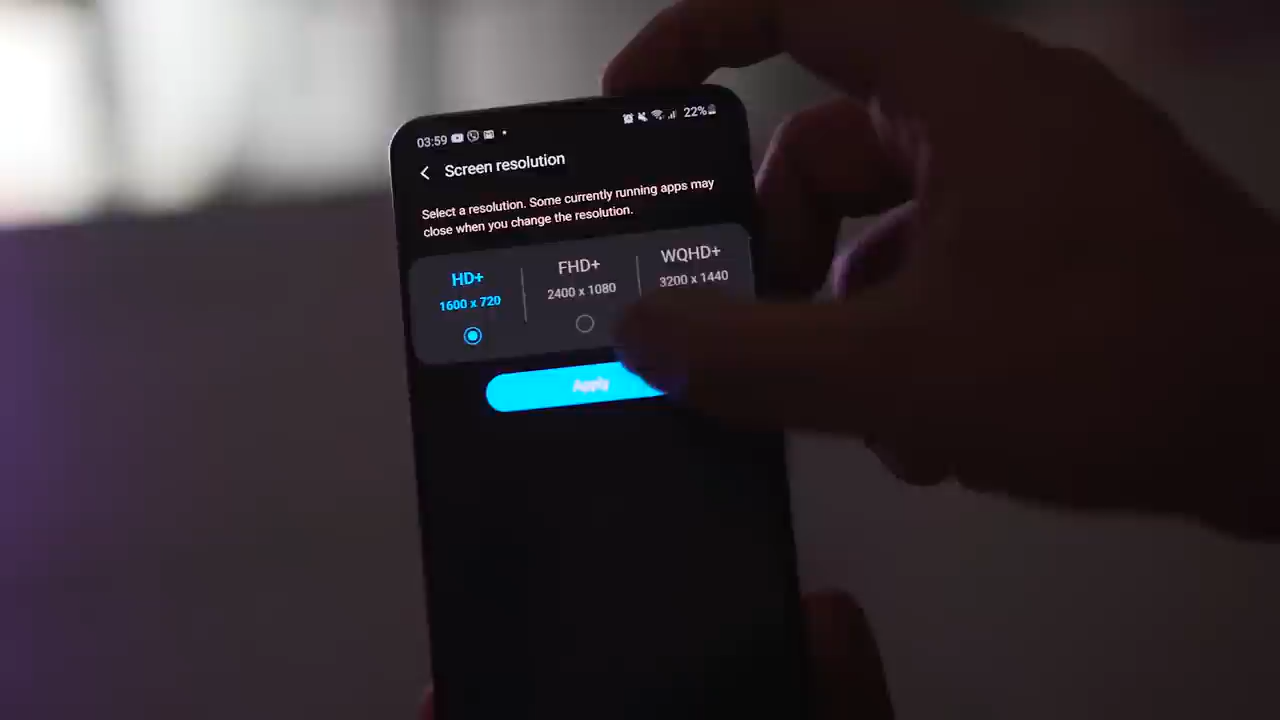 03:59
22%
Screen resolution
Select a resolution. Some currently running apps may
close when you change the resolution.
HD+
1600 x 720
FHD+
2400 x 1080
WQHD+
3200 x 1440
Apply